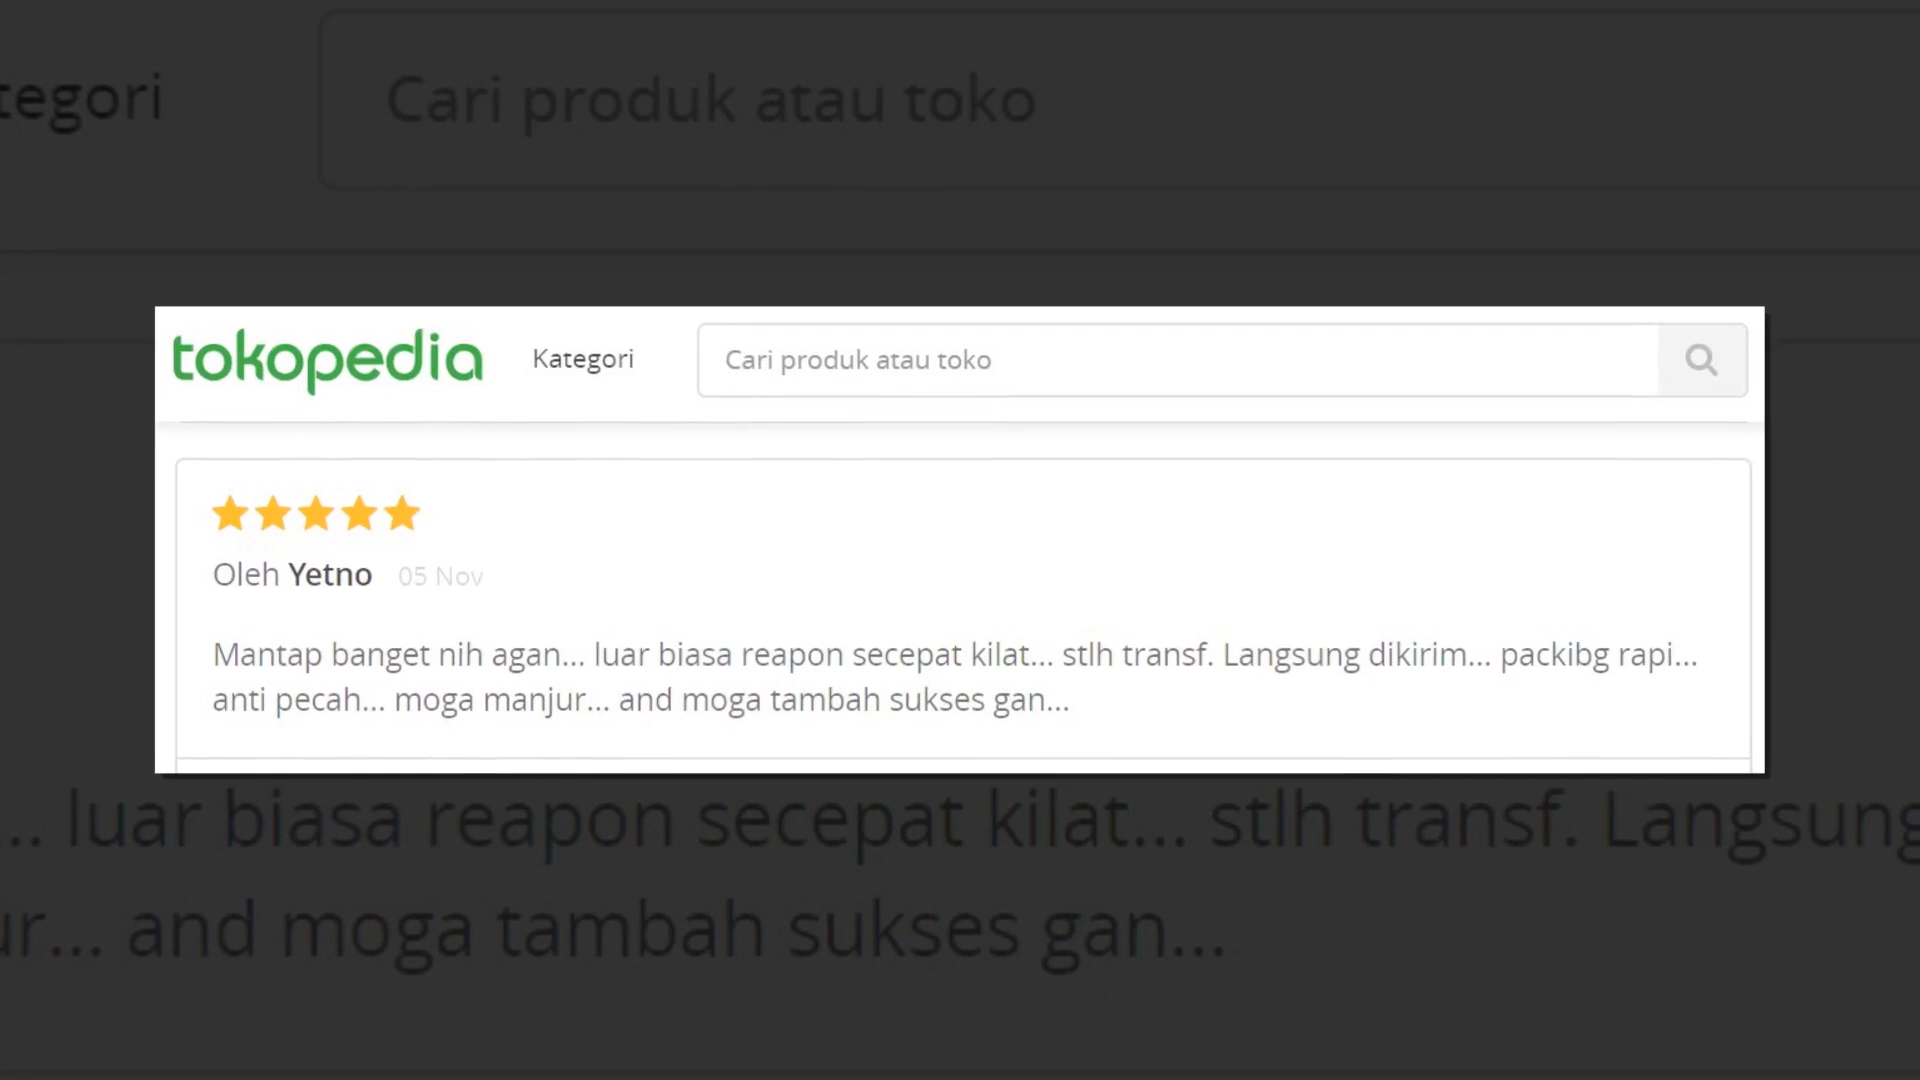 tegori
Cari produk atau toko
tokopedia
Kategori
Cari produk atau toko
Oleh Yetno 05 Nov
Mantap banget nih agan... luar biasa reapon secepat kilat... stlh transf. Langsung dikirim... packibg rapi...
anti pecah... moga manjur... and moga tambah sukses gan...
... luar biasa reapon secepat kilat... stlh transf. Langsung
ur... and moga tambah sukses gan...